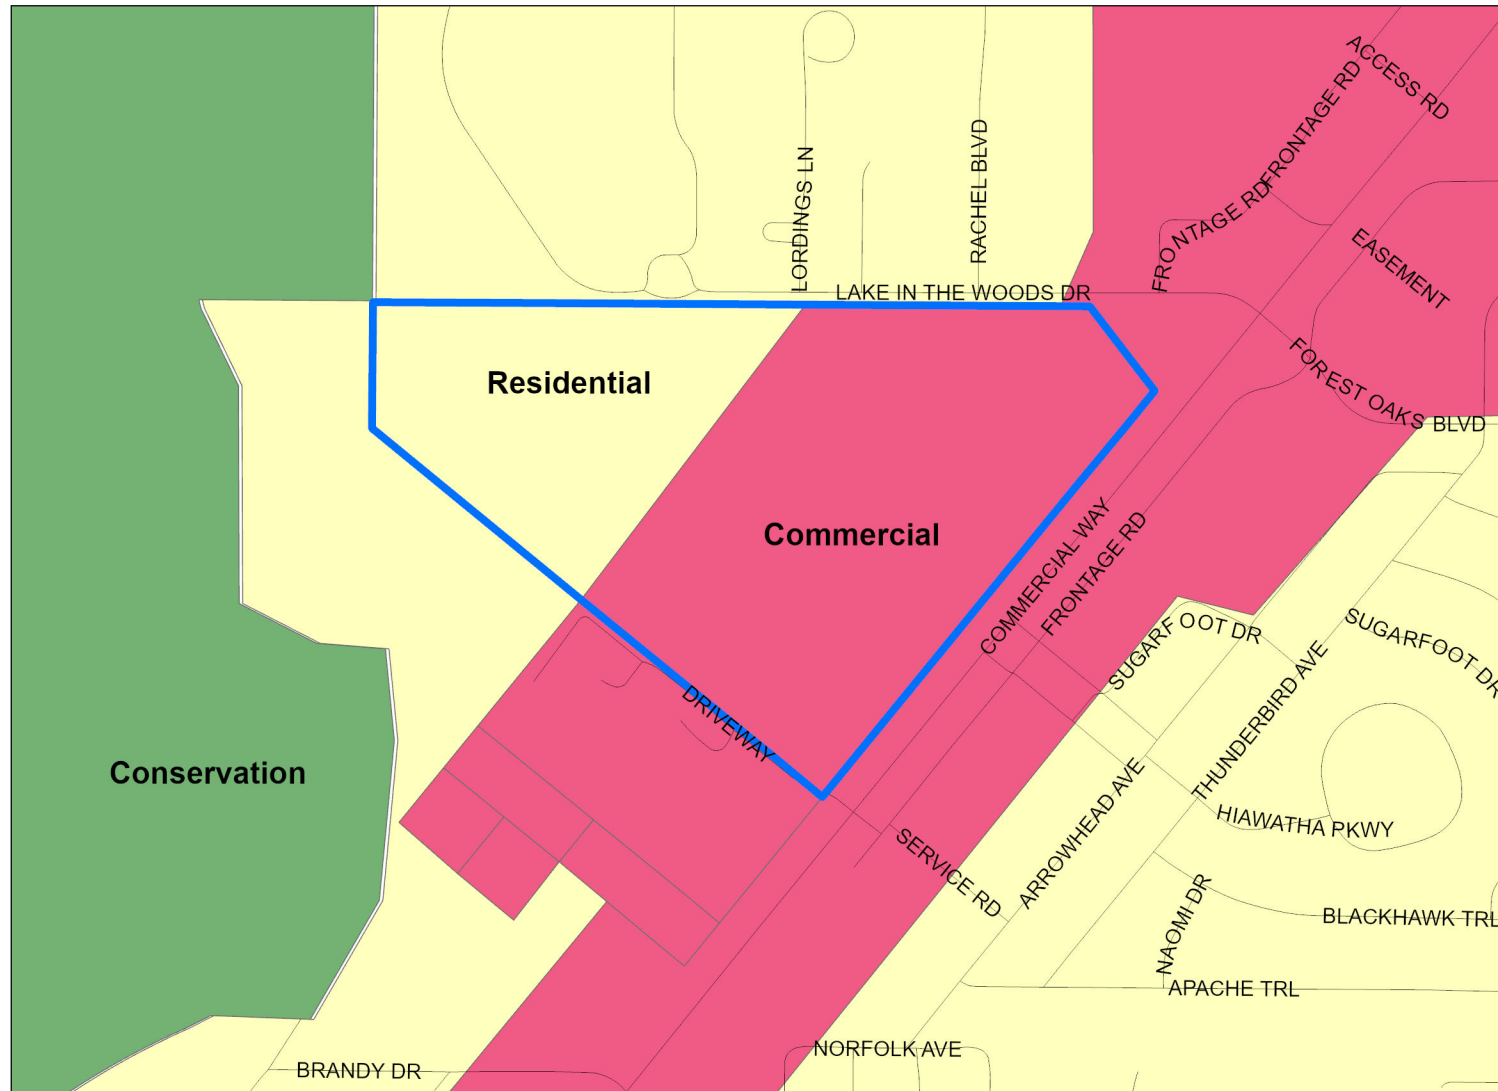 ACCESS RD
FRONTAGE RD
FRONTAGE RD
LORDINGS LN
RACHEL BLVD
EASEMENT
LAKE IN THE WOODS DR
FOREST OAKS BLVD
Residential
Commercial
COMMERCIAL WAY
FRONTAGE RD
SUGARFOOT DR
SUGARFOOT DR
THUNDERBIRD AVE
DRIVEWAY
Conservation
ARROWHEAD AVE
HIAWATHA PKWY
SERVICE RD
NAOMI DR
BLACKHAWK TRL
APACHE TRL
NORFOLK AVE
BRANDY DR